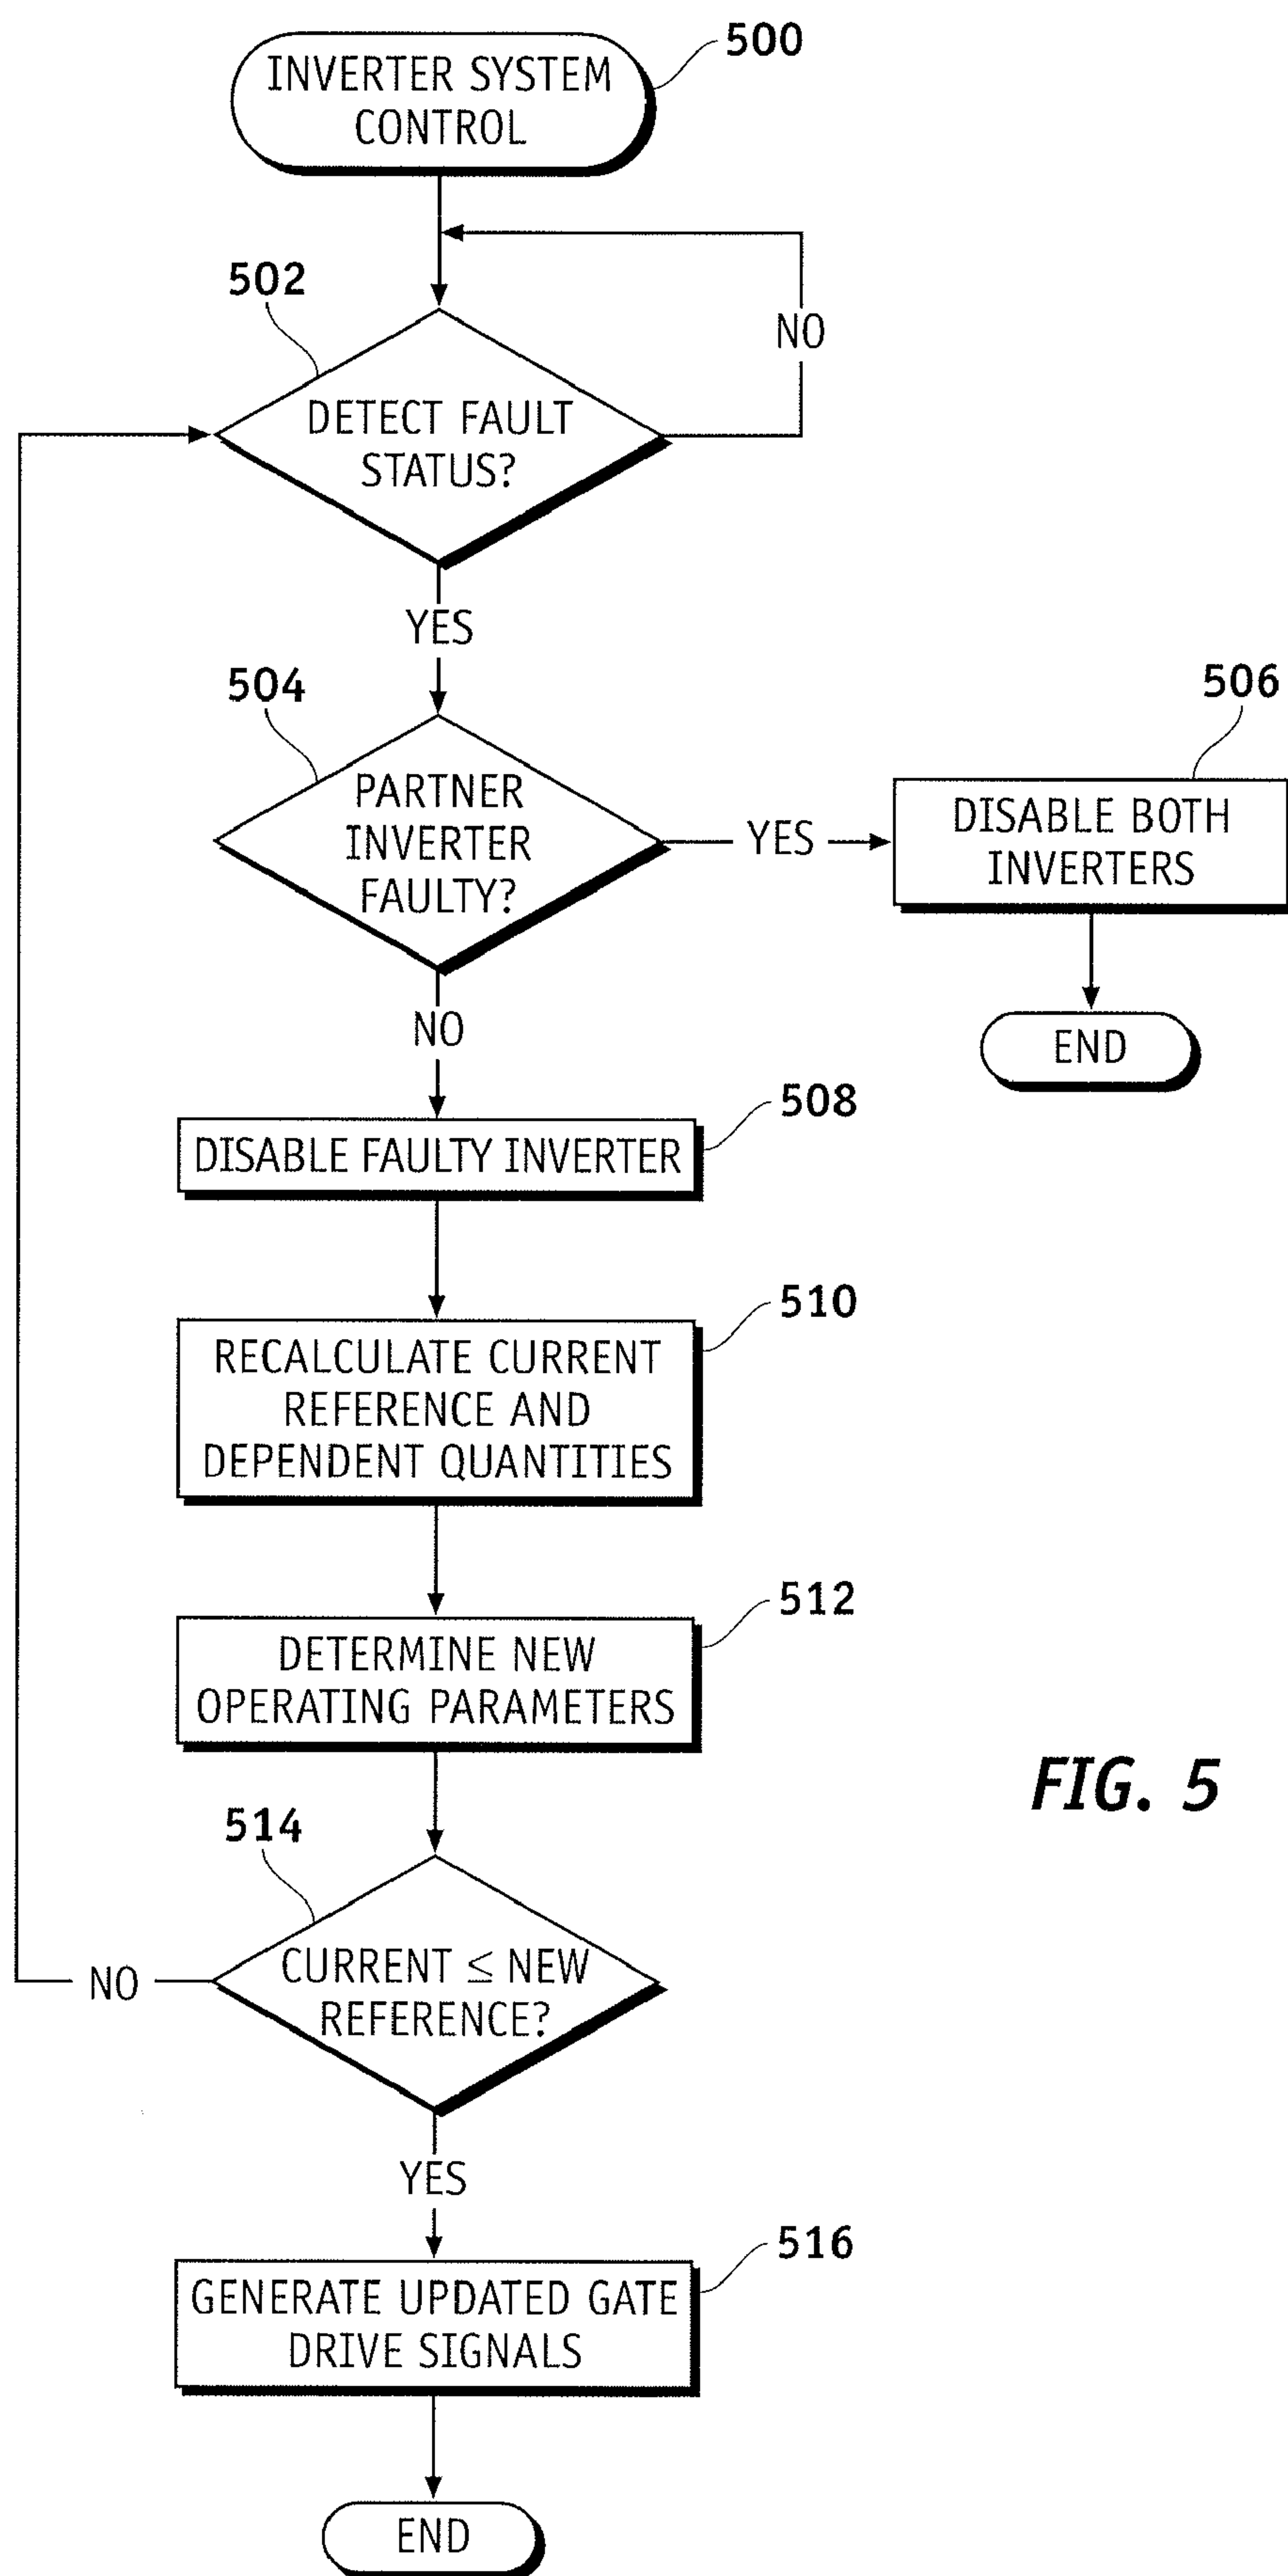 500
INVERTER SYSTEM
CONTROL
502
NO
DETECT FAULT
STATUS?
YES
504
506
PARTNER
INVERTER
FAULTY?
YES
DISABLE BOTH
INVERTERS
END
NO
508
DISABLE FAULTY INVERTER
510
RECALCULATE CURRENT
REFERENCE AND
DEPENDENT QUANTITIES
512
DETERMINE NEW
OPERATING PARAMETERS
FIG. 5
514
CURRENT ≤ NEW
REFERENCE?
NO
YES
516
GENERATE UPDATED GATE
DRIVE SIGNALS
END